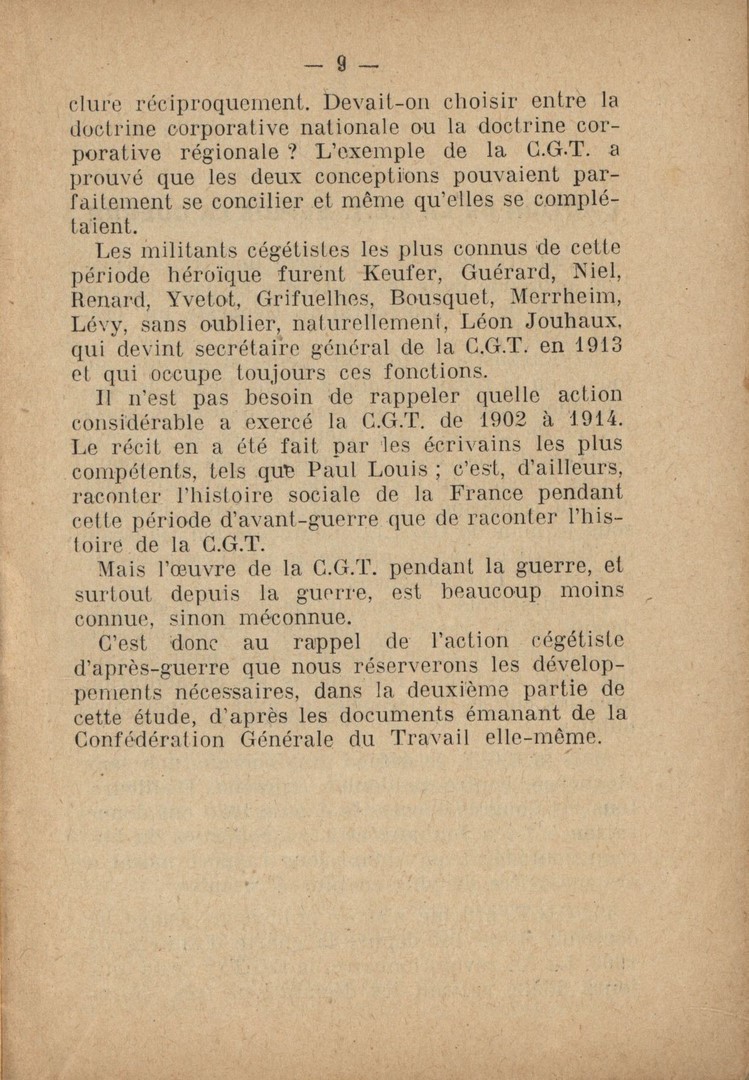 — 9 —
clure réciproquement. Devait-on choisir entre la
doctrine corporative nationale ou la doctrine cor-
porative régionale ? L'exemple de la C.G.T. a
prouvé que les deux conceptions pouvaient par-
faitement se concilier et même qu'elles se complé-
taient.
Les militants cégétistes les plus connus de cette
période héroïque furent Keufer, Guérard, Niel,
Renard, Yvetot, Grifuelhes, Bousquet, Merrheim,
Lévy, sans oublier, naturellement, Léon Jouhaux,
qui devint secrétaire général de la C.G.T. en 1913
et qui occupe toujours ces fonctions.
Il n'est pas besoin de rappeler quelle action
considérable a exercé la C.G.T. de 1902 à 1914.
Le récit en a été fait par les écrivains les plus
compétents, tels que Paul Louis ; c'est, d'ailleurs,
raconter l'histoire sociale de la France pendant
cette période d'avant-guerre que de raconter l'his-
toire de la C.G.T.
Mais l'œuvre de la C.G.T. pendant la guerre, et
surtout depuis la guerre, est beaucoup moins
connue, sinon méconnue.
C'est donc au rappel de l'action cégétiste
d'après-guerre que nous réserverons les dévelop-
pements nécessaires, dans la deuxième partie de
cette étude, d'après les documents émanant de la
Confédération Générale du Travail elle-même.